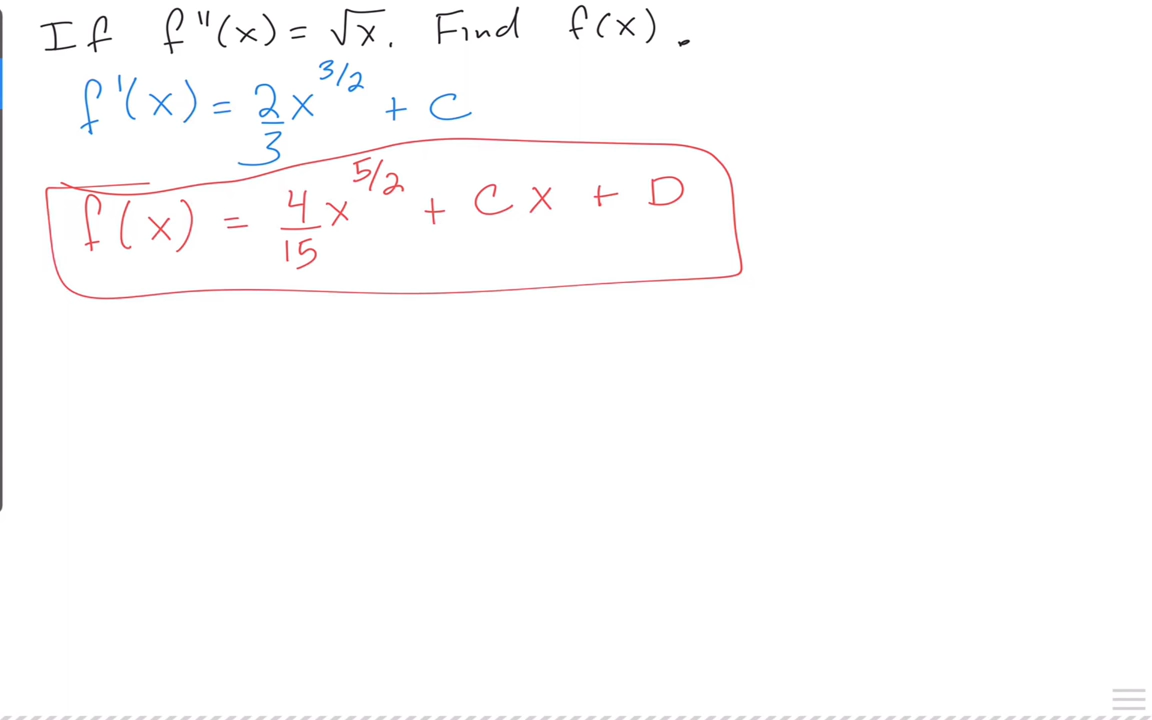 If f''(x) = √x. Find f(x).
f'(x) = 2/3 x^3/2 + C
f(x) = 4/15 x^5/2 + Cx + D